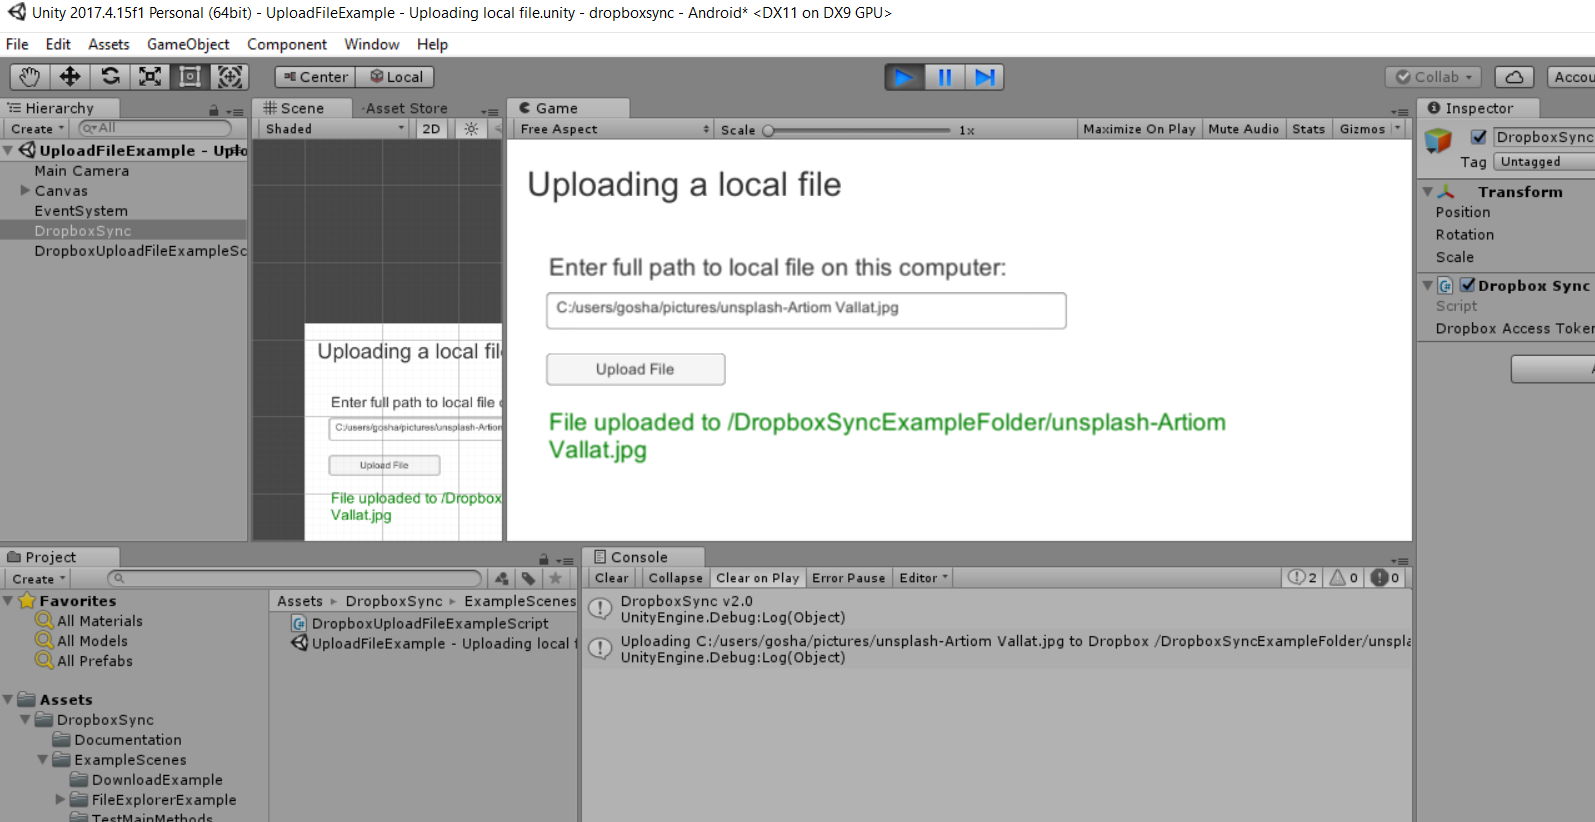 Unity 2017.4.15f1 Personal (64bit) - UploadFileExample - Uploading local file.unity - dropboxsync - Android* <DX11 on DX9 GPU>
File Edit Assets GameObject Component Window Help
Center Local
Collab
Accou
Hierarchy
Create All
UploadFileExample - Uplo
Main Camera
Canvas
EventSystem
DropboxSync
DropboxUploadFileExampleSc
Scene Asset Store
Shaded 2D
Uploading a local fil
Enter full path to local file
C:/users/gosha/pictures/unsplash-Artiom
Upload File
File uploaded to /Dropbox
Vallat.jpg
Game
Free Aspect Scale 1x Maximize On Play Mute Audio Stats Gizmos
Uploading a local file
Enter full path to local file on this computer:
C:/users/gosha/pictures/unsplash-Artiom Vallat.jpg
Upload File
File uploaded to /DropboxSyncExampleFolder/unsplash-Artiom
Vallat.jpg
Inspector
DropboxSync
Tag Untagged
Transform
Position
Rotation
Scale
Dropbox Sync
Script
Dropbox Access Toke
Project
Create
Favorites
All Materials
All Models
All Prefabs
Assets
DropboxSync
Documentation
ExampleScenes
DownloadExample
FileExplorerExample
TestMainMethods
Assets DropboxSync ExampleScenes
DropboxUploadFileExampleScript
UploadFileExample - Uploading local f
Console
Clear Collapse Clear on Play Error Pause Editor 2 0 0
DropboxSync v2.0
UnityEngine.Debug:Log(Object)
Uploading C:/users/gosha/pictures/unsplash-Artiom Vallat.jpg to Dropbox /DropboxSyncExampleFolder/unspla
UnityEngine.Debug:Log(Object)